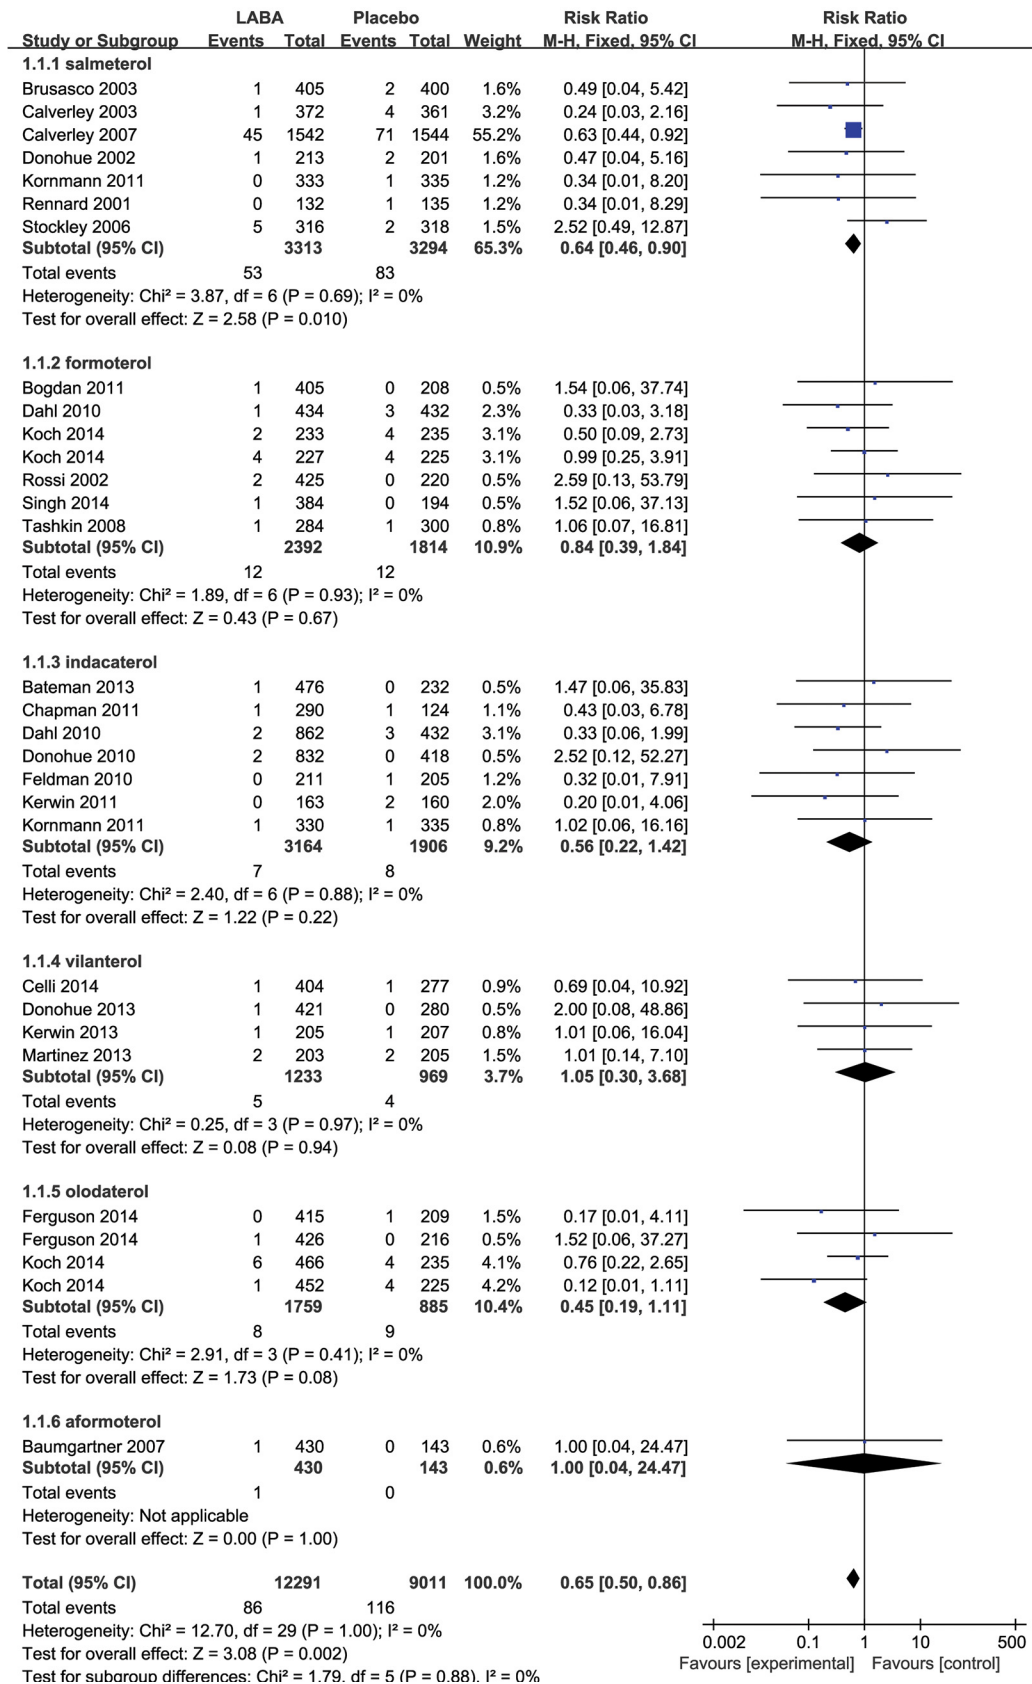 LABA Placebo Risk Ratio Risk Ratio
Study or Subgroup Events Total Events Total Weight M-H, Fixed, 95% CI M-H, Fixed, 95% CI
1.1.1 salmeterol
Brusasco 2003 1 405 2 400 1.6% 0.49 [0.04, 5.42]
Calverley 2003 1 372 4 361 3.2% 0.24 [0.03, 2.16]
Calverley 2007 45 1542 71 1544 55.2% 0.63 [0.44, 0.92]
Donohue 2002 1 213 2 201 1.6% 0.47 [0.04, 5.16]
Kornmann 2011 0 333 1 335 1.2% 0.34 [0.01, 8.20]
Rennard 2001 0 132 1 135 1.2% 0.34 [0.01, 8.29]
Stockley 2006 5 316 2 318 1.5% 2.52 [0.49, 12.87]
Subtotal (95% CI) 3313 3294 65.3% 0.64 [0.46, 0.90]
Total events 53 83
Heterogeneity: Chi² = 3.87, df = 6 (P = 0.69); I² = 0%
Test for overall effect: Z = 2.58 (P = 0.010)
1.1.2 formoterol
Bogdan 2011 1 405 0 208 0.5% 1.54 [0.06, 37.74]
Dahl 2010 1 434 3 432 2.3% 0.33 [0.03, 3.18]
Koch 2014 2 233 4 235 3.1% 0.50 [0.09, 2.73]
Koch 2014 4 227 4 225 3.1% 0.99 [0.25, 3.91]
Rossi 2002 2 425 0 220 0.5% 2.59 [0.13, 53.79]
Singh 2014 1 384 0 194 0.5% 1.52 [0.06, 37.13]
Tashkin 2008 1 284 1 300 0.8% 1.06 [0.07, 16.81]
Subtotal (95% CI) 2392 1814 10.9% 0.84 [0.39, 1.84]
Total events 12 12
Heterogeneity: Chi² = 1.89, df = 6 (P = 0.93); I² = 0%
Test for overall effect: Z = 0.43 (P = 0.67)
1.1.3 indacaterol
Bateman 2013 1 476 0 232 0.5% 1.47 [0.06, 35.83]
Chapman 2011 1 290 1 124 1.1% 0.43 [0.03, 6.78]
Dahl 2010 2 862 3 432 3.1% 0.33 [0.06, 1.99]
Donohue 2010 2 832 0 418 0.5% 2.52 [0.12, 52.27]
Feldman 2010 0 211 1 205 1.2% 0.32 [0.01, 7.91]
Kerwin 2011 0 163 2 160 2.0% 0.20 [0.01, 4.06]
Kornmann 2011 1 330 1 335 0.8% 1.02 [0.06, 16.16]
Subtotal (95% CI) 3164 1906 9.2% 0.56 [0.22, 1.42]
Total events 7 8
Heterogeneity: Chi² = 2.40, df = 6 (P = 0.88); I² = 0%
Test for overall effect: Z = 1.22 (P = 0.22)
1.1.4 vilanterol
Celli 2014 1 404 1 277 0.9% 0.69 [0.04, 10.92]
Donohue 2013 1 421 0 280 0.5% 2.00 [0.08, 48.86]
Kerwin 2013 1 205 1 207 0.8% 1.01 [0.06, 16.04]
Martinez 2013 2 203 2 205 1.5% 1.01 [0.14, 7.10]
Subtotal (95% CI) 1233 969 3.7% 1.05 [0.30, 3.68]
Total events 5 4
Heterogeneity: Chi² = 0.25, df = 3 (P = 0.97); I² = 0%
Test for overall effect: Z = 0.08 (P = 0.94)
1.1.5 olodaterol
Ferguson 2014 0 415 1 209 1.5% 0.17 [0.01, 4.11]
Ferguson 2014 1 426 0 216 0.5% 1.52 [0.06, 37.27]
Koch 2014 6 466 4 235 4.1% 0.76 [0.22, 2.65]
Koch 2014 1 452 4 225 4.2% 0.12 [0.01, 1.11]
Subtotal (95% CI) 1759 885 10.4% 0.45 [0.19, 1.11]
Total events 8 9
Heterogeneity: Chi² = 2.91, df = 3 (P = 0.41); I² = 0%
Test for overall effect: Z = 1.73 (P = 0.08)
1.1.6 aformoterol
Baumgartner 2007 1 430 0 143 0.6% 1.00 [0.04, 24.47]
Subtotal (95% CI) 430 143 0.6% 1.00 [0.04, 24.47]
Total events 1 0
Heterogeneity: Not applicable
Test for overall effect: Z = 0.00 (P = 1.00)
Total (95% CI) 12291 9011 100.0% 0.65 [0.50, 0.86]
Total events 86 116
Heterogeneity: Chi² = 12.70, df = 29 (P = 1.00); I² = 0%
Test for overall effect: Z = 3.08 (P = 0.002)
Test for subgroup differences: Chi² = 1.79, df = 5 (P = 0.88), I² = 0%
0.002 0.1 1 10 500
Favours [experimental] Favours [control]